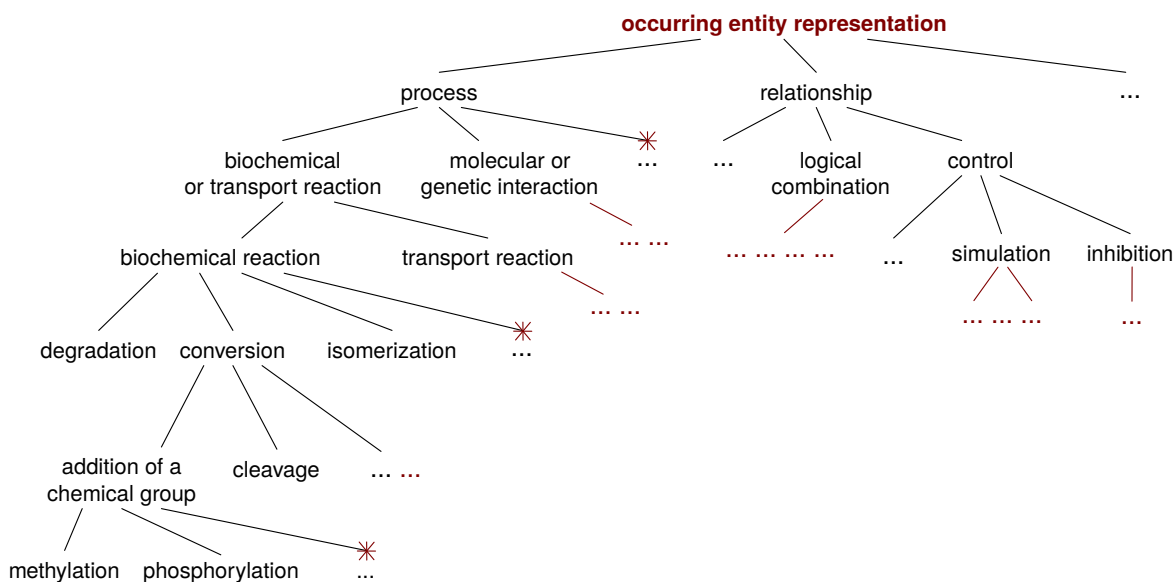 occurring entity representation
process
relationship
...
biochemical
or transport reaction
molecular or
genetic interaction
...
...
logical
combination
control
biochemical reaction
transport reaction
... ...
... ... ... ...
...
simulation
inhibition
... ...
... ... ...
...
degradation
conversion
isomerization
...
addition of a
chemical group
cleavage
... ...
methylation
phosphorylation
...